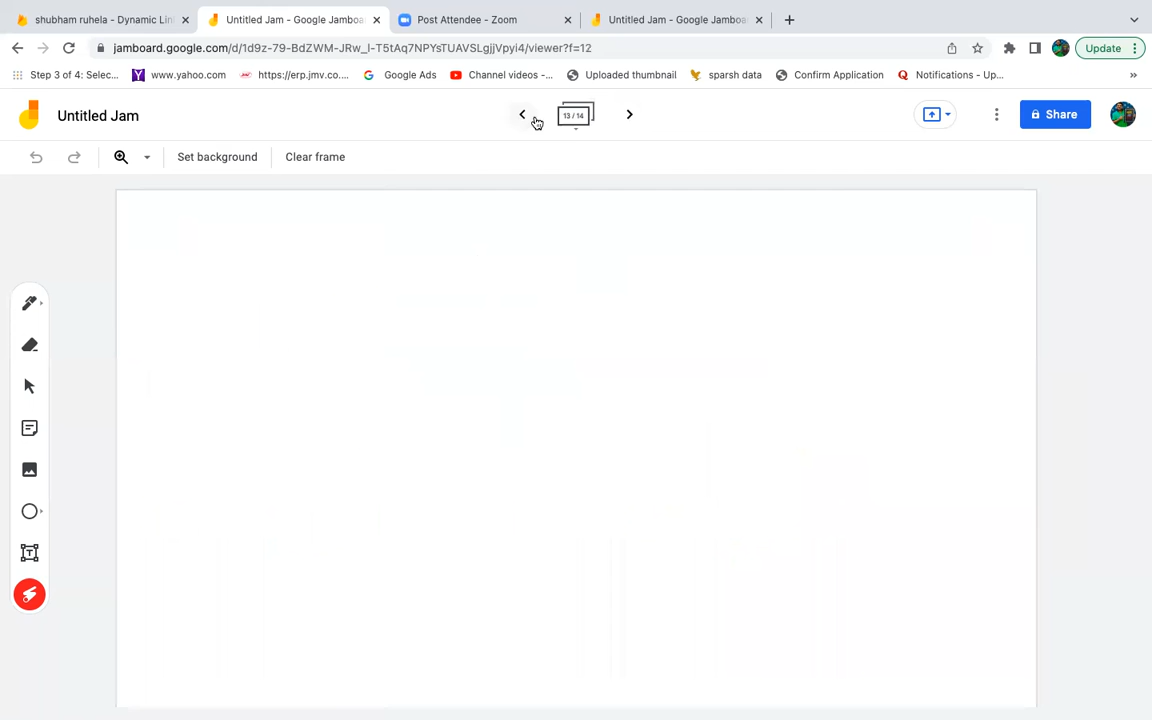 shubham ruhela - Dynamic Lin
Untitled Jam - Google Jamboa
Post Attendee - Zoom
Untitled Jam - Google Jamboa
jamboard.google.com/d/1d9z-79-BdZWM-JRw_l-T5tAq7NPYsTUAVSLgjjVpyi4/viewer?f=12
Update
Step 3 of 4: Selec...
www.yahoo.com
https://erp.jmv.co....
Google Ads
Channel videos -...
Uploaded thumbnail
sparsh data
Confirm Application
Notifications - Up...
»
Untitled Jam
13 / 14
Share
Set background
Clear frame